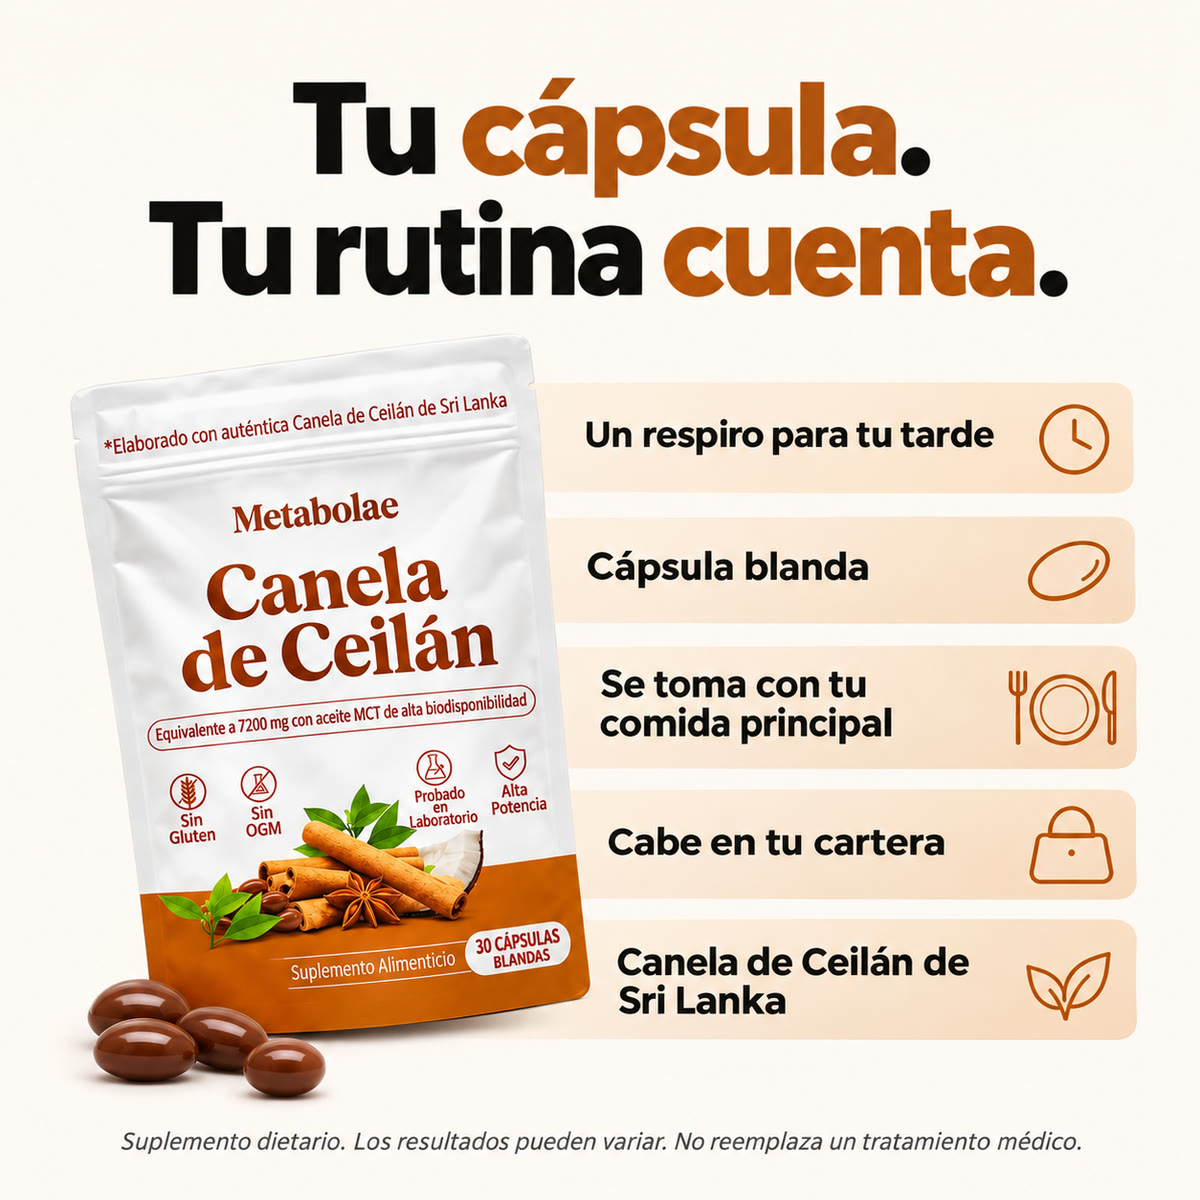 Tu cápsula.
Tu rutina cuenta.
*Elaborado con auténtica Canela de Ceilán de Sri Lanka
Metabolae
Canela
de Ceilán
Equivalente a 7200 mg con aceite MCT de alta biodisponibilidad
Sin
Gluten
Sin
OGM
Probado
en
Laboratorio
Alta
Potencia
Suplemento Alimenticio
30 CÁPSULAS
BLANDAS
Un respiro para tu tarde
Cápsula blanda
Se toma con tu
comida principal
Cabe en tu cartera
Canela de Ceilán de
Sri Lanka
Suplemento dietario. Los resultados pueden variar. No reemplaza un tratamiento médico.